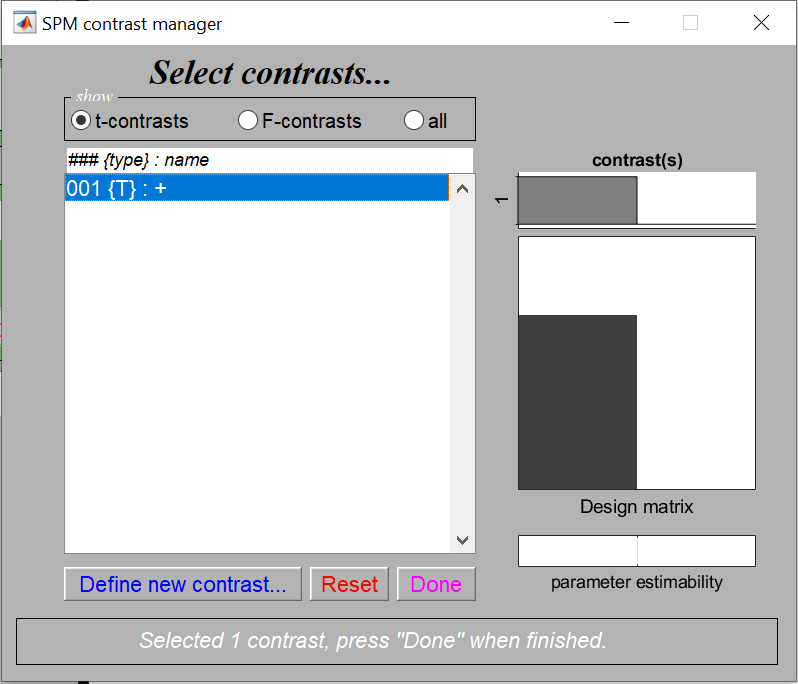 SPM contrast manager
Select contrasts...
show
t-contrasts
F-contrasts
all
### {type} : name
001 {T} : +
contrast(s)
1
Design matrix
parameter estimability
Define new contrast...
Reset
Done
Selected 1 contrast, press "Done" when finished.